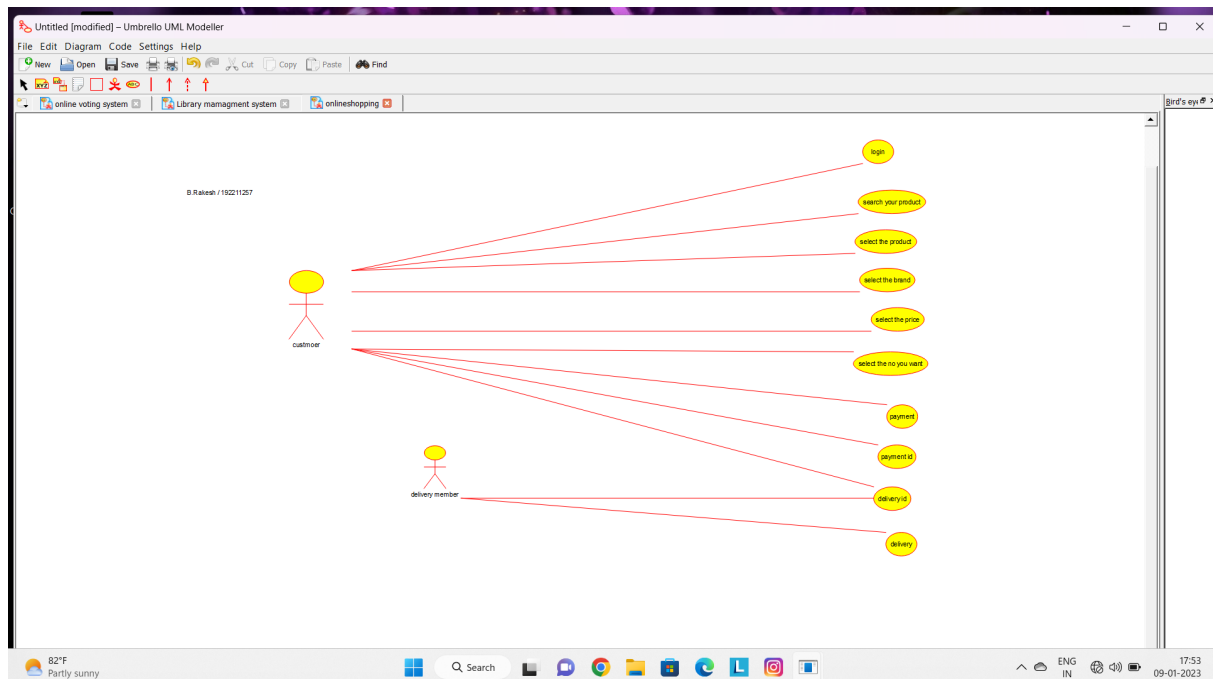 Untitled [modified] – Umbrello UML Modeller
File Edit Diagram Code Settings Help
New Open Save Cut Copy Paste Find
online voting system Library mamagment system onlineshopping
Bird's eye
login
B.Rakesh / 192211257
search your product
select the product
select the brand
select the price
custmoer
select the no you want
payment
payment id
delivery member
delivery id
delivery
82°F
Partly sunny
Search
ENG
IN
17:53
09-01-2023